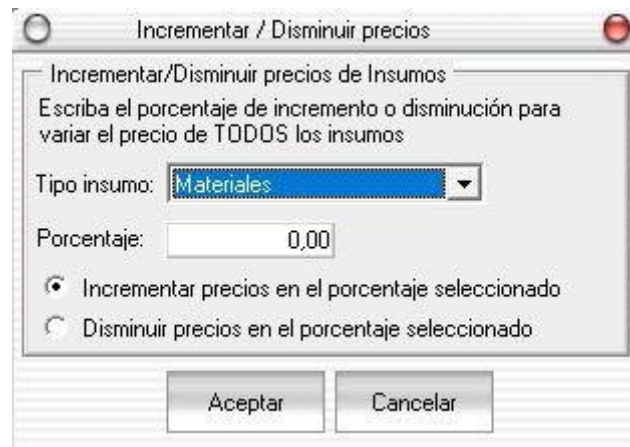 Incrementar / Disminuir precios
Incrementar/Disminuir precios de Insumos
Escriba el porcentaje de incremento o disminución para
variar el precio de TODOS los insumos
Tipo insumo: Materiales
Porcentaje: 0,00
Incrementar precios en el porcentaje seleccionado
Disminuir precios en el porcentaje seleccionado
Aceptar Cancelar